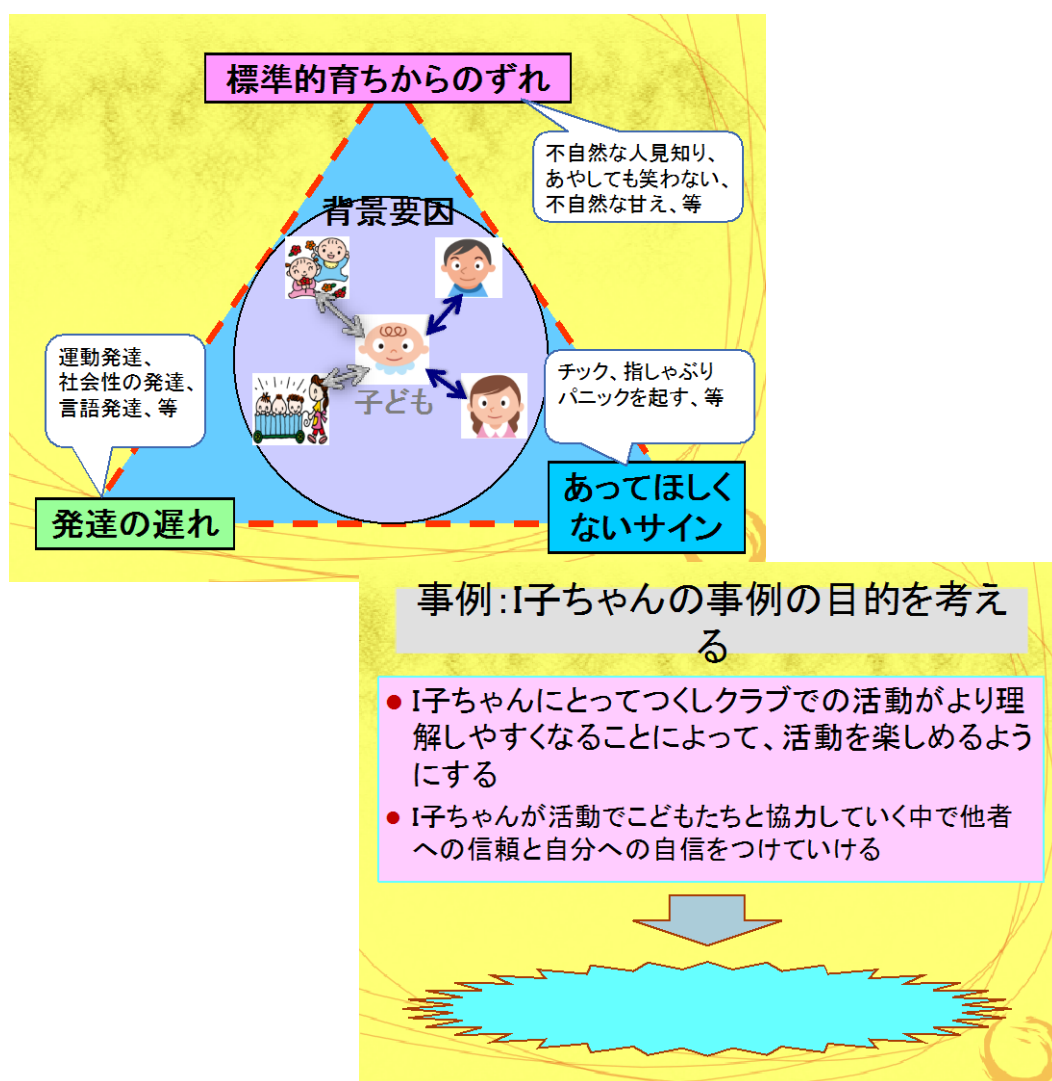 標準的育ちからのずれ
不自然な人見知り、
あやしても笑わない、
不自然な甘え、等
背景要因
運動発達、
社会性の発達、
言語発達、等
子ども
チック、指しゃぶり
パニックを起す、等
発達の遅れ
あってほしく
ないサイン
事例:I子ちゃんの事例の目的を考え
る
● I子ちゃんにとってつくしクラブでの活動がより理
解しやすくなることによって、活動を楽しめるよう
にする
● I子ちゃんが活動でこどもたちと協力していく中で他者
への信頼と自分への自信をつけていける